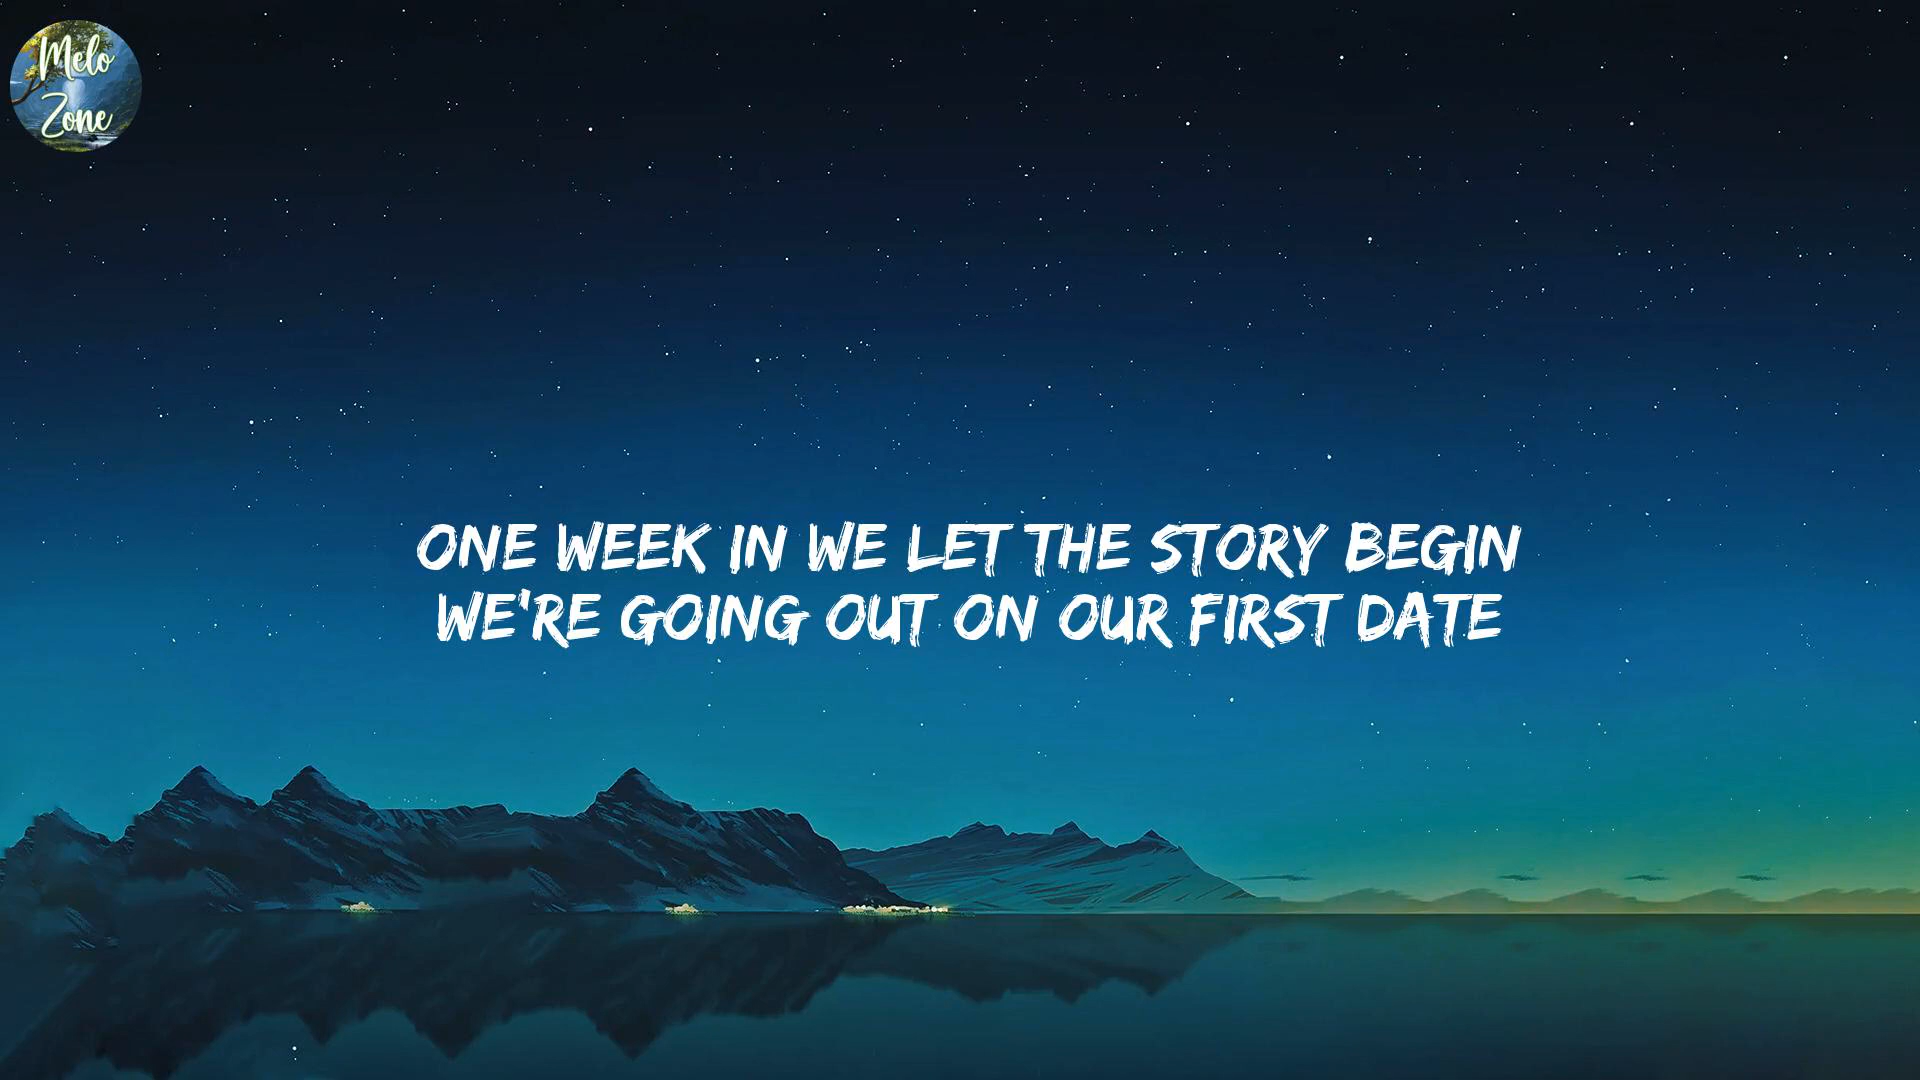 Melo
Zone
ONE WEEK IN WE LET THE STORY BEGIN
WE'RE GOING OUT ON OUR FIRST DATE